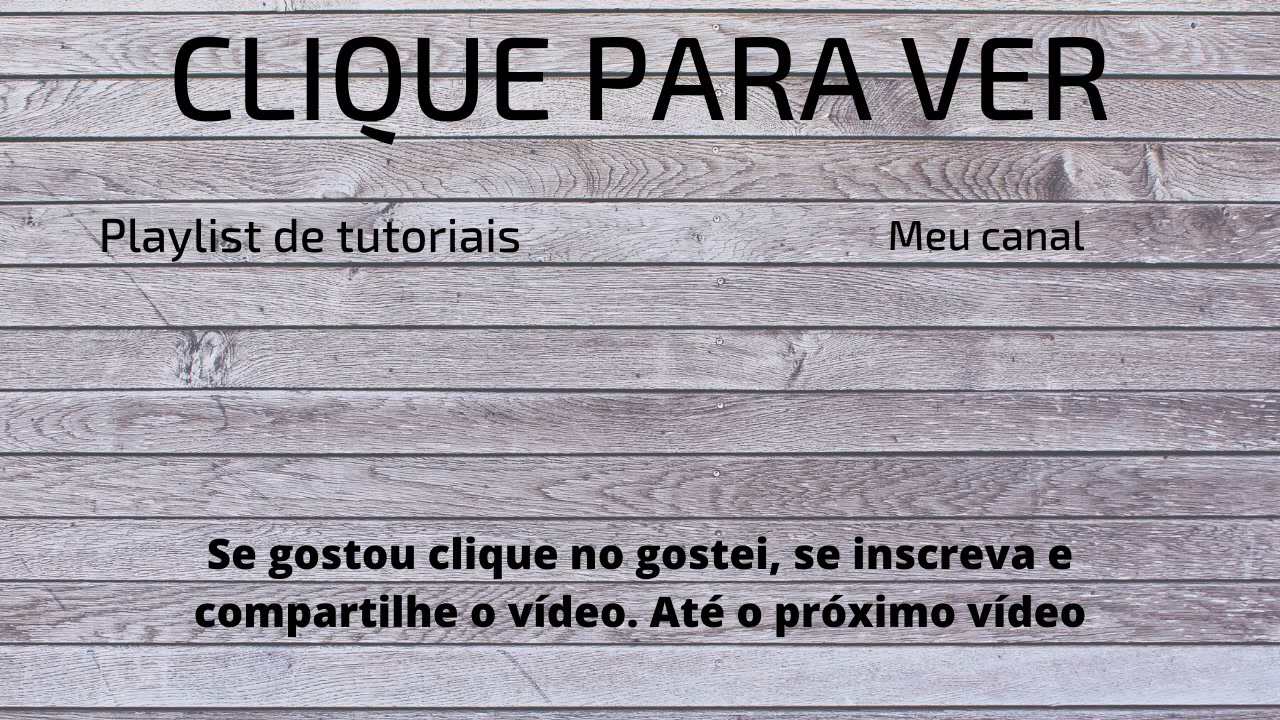 CLIQUE PARA VER
Playlist de tutoriais
Meu canal
Se gostou clique no gostei, se inscreva e
compartilhe o vídeo. Até o próximo vídeo